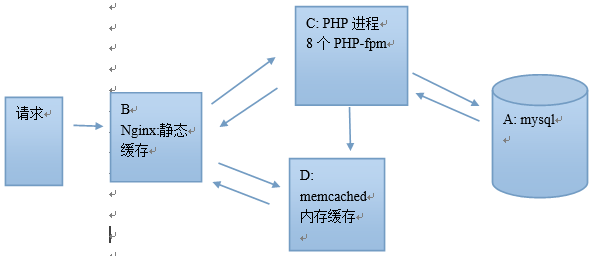 C: PHP 进程
8 个 PHP-fpm
请求
B
Nginx:静态
缓存
A: mysql
D:
memcached
内存缓存